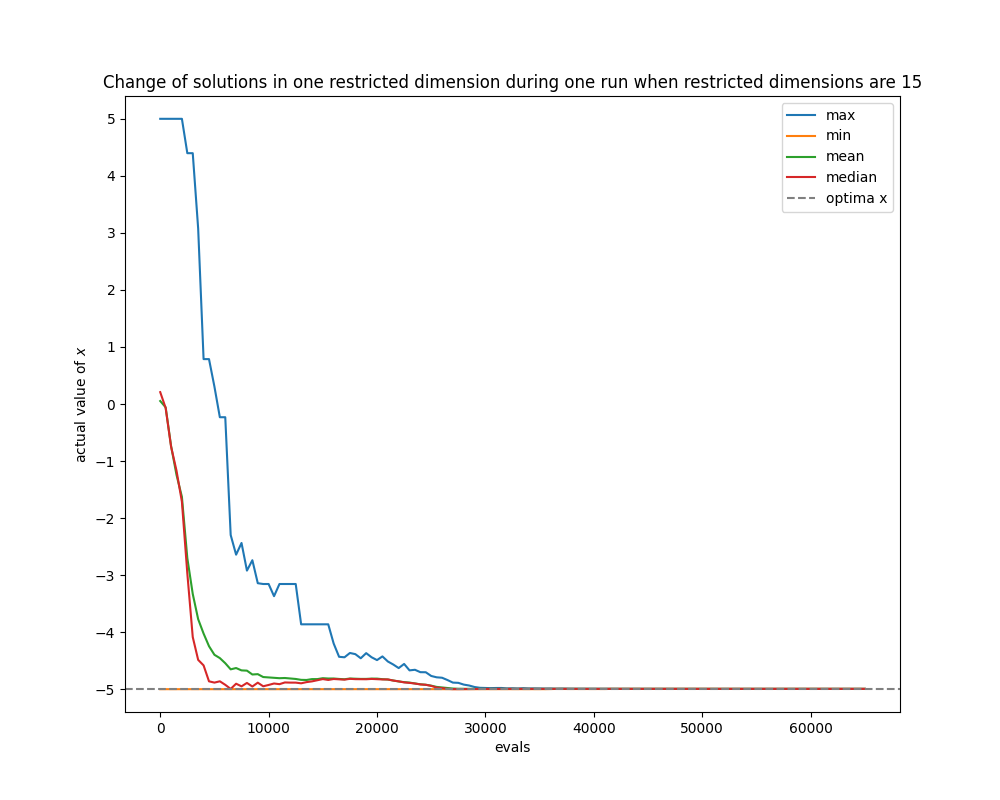 Change of solutions in one restricted dimension during one run when restricted dimensions are 15
max
min
mean
median
optima x
actual value of x
5
4
3
2
1
0
−1
−2
−3
−4
−5
0 10000 20000 30000 40000 50000 60000
evals